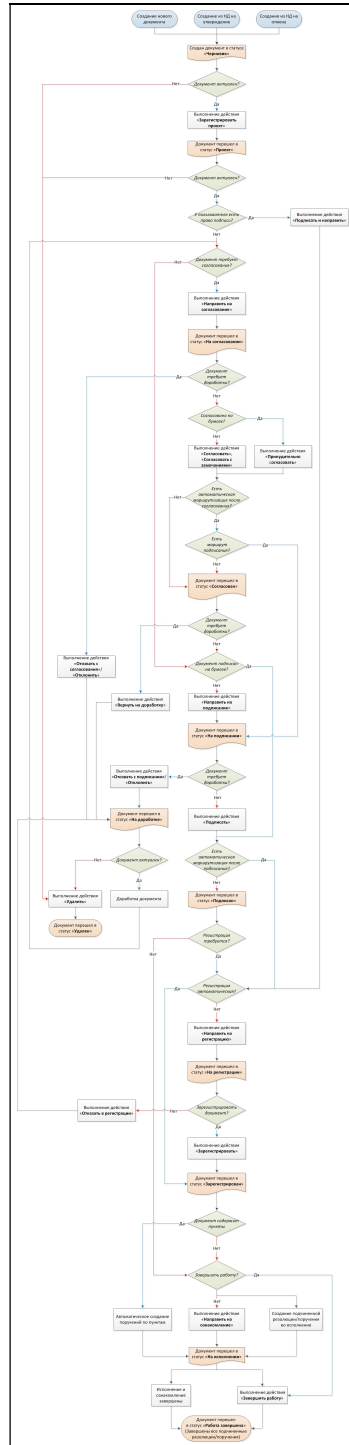 Создание нового
документа
Создание из НД на
утверждение
Создание из НД на
отмене
Создан документ в статусе
«Черновик»
Нет
Документ актуален?
Да
Выполнение действия
«Зарегистрировать
проект»
Документ перешел в
статус «Проект»
Документ актуален?
Нет
Да
У пользователя есть
право подписи?
Да
Выполнение действия
«Подписать и направить»
Нет
Нет
Документ требует
согласования?
Да
Выполнение действия
«Направить на
согласование»
Документ перешел в
статус «На согласовании»
Документ
требует
доработки?
Да
Нет
Согласовано на
бумаге?
Да
Нет
Выполнение действия
«Согласовать»,
«Согласовать с
замечаниями»
Выполнение действия
«Принудительно
согласовать»
Есть
автоматическая
маршрутизация после
согласования?
Нет
Да
Есть
маршрут
подписания?
Да
Нет
Документ перешел в
статус «Согласован»
Документ
требует
доработки?
Да
Нет
Выполнение действия
«Отозвать с
согласования»/
«Отклонить»
Документ подписан
на бумаге?
Да
Нет
Выполнение действия
«Вернуть на доработку»
Выполнение действия
«Направить на
подписание»
Документ перешел в
статус «На подписании»
Выполнение действия
«Отозвать с подписания»/
«Отклонить»
Да
Документ
требует
доработки?
Нет
Документ перешел в
статус «На доработке»
Выполнение действия
«Подписать»
Нет
Документ актуален?
Да
Есть
автоматическая
маршрутизация после
подписания?
Да
Нет
Выполнение действия
«Удалить»
Доработка документа
Документ перешел в
статус «Подписан»
Документ перешел в
статус «Удален»
Регистрация
требуется?
Нет
Да
Регистрация
автоматическая?
Да
Нет
Выполнение действия
«Направить на
регистрацию»
Документ перешел в
статус «На регистрации»
Выполнение действия
«Отказать в регистрации»
Нет
Зарегистрировать
документ?
Да
Выполнение действия
«Зарегистрировать»
Документ перешел в
статус «Зарегистрирован»
Документ содержит
пункты
Да
Нет
Завершить работу?
Да
Нет
Автоматическое создание
поручений по пунктам
Выполнение действия
«Направить на
ознакомление»
Создание подчиненной
резолюции/поручения
во исполнение
Документ перешел в
статус «На исполнении»
Исполнение и
ознакомление
завершены
Выполнение действия
«Завершить работу»
Документ перешел
в статус «Работа завершена»
(Завершены все подчиненные
резолюции/поручения)